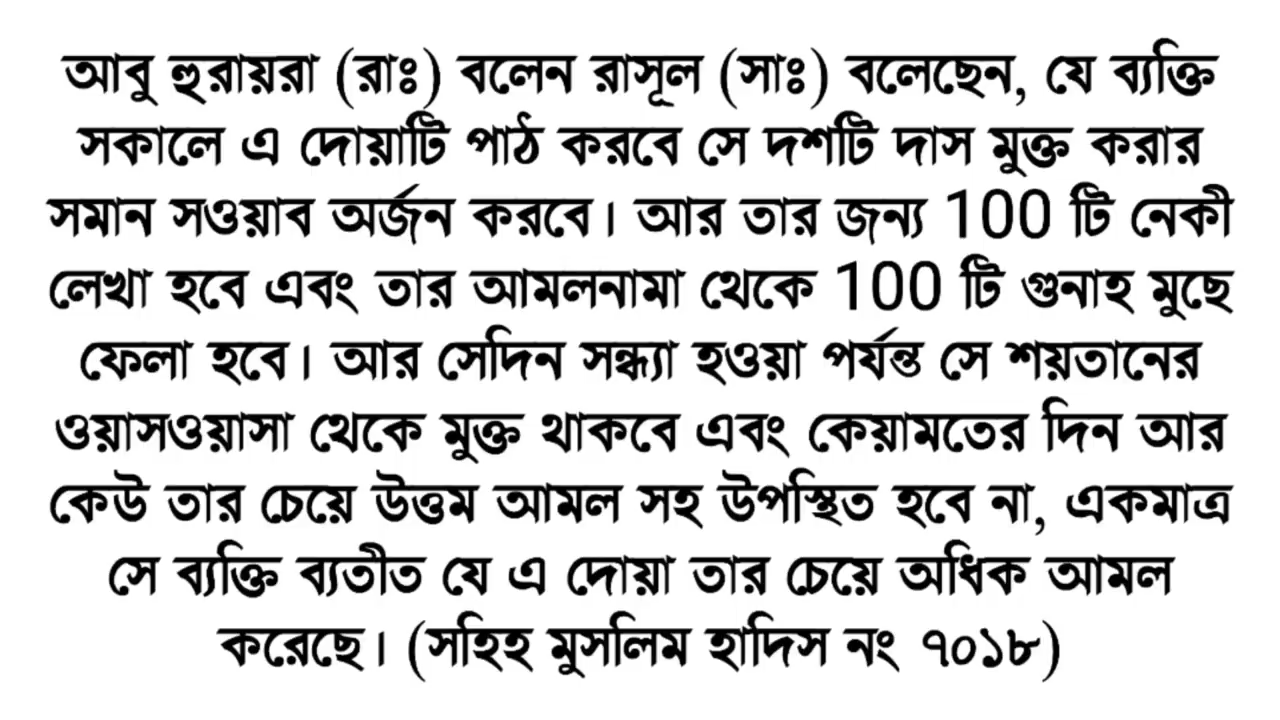 আবু হুরায়রা (রাঃ) বলেন রাসূল (সাঃ) বলেছেন, যে ব্যক্তি
সকালে এ দোয়াটি পাঠ করবে সে দশটি দাস মুক্ত করার
সমান সওয়াব অর্জন করবে। আর তার জন্য 100 টি নেকী
লেখা হবে এবং তার আমলনামা থেকে 100 টি গুনাহ মুছে
ফেলা হবে। আর সেদিন সন্ধ্যা হওয়া পর্যন্ত সে শয়তানের
ওয়াসওয়াসা থেকে মুক্ত থাকবে এবং কেয়ামতের দিন আর
কেউ তার চেয়ে উত্তম আমল সহ উপস্থিত হবে না, একমাত্র
সে ব্যক্তি ব্যতীত যে এ দোয়া তার চেয়ে অধিক আমল
করেছে। (সহিহ মুসলিম হাদিস নং ৭০১৮)